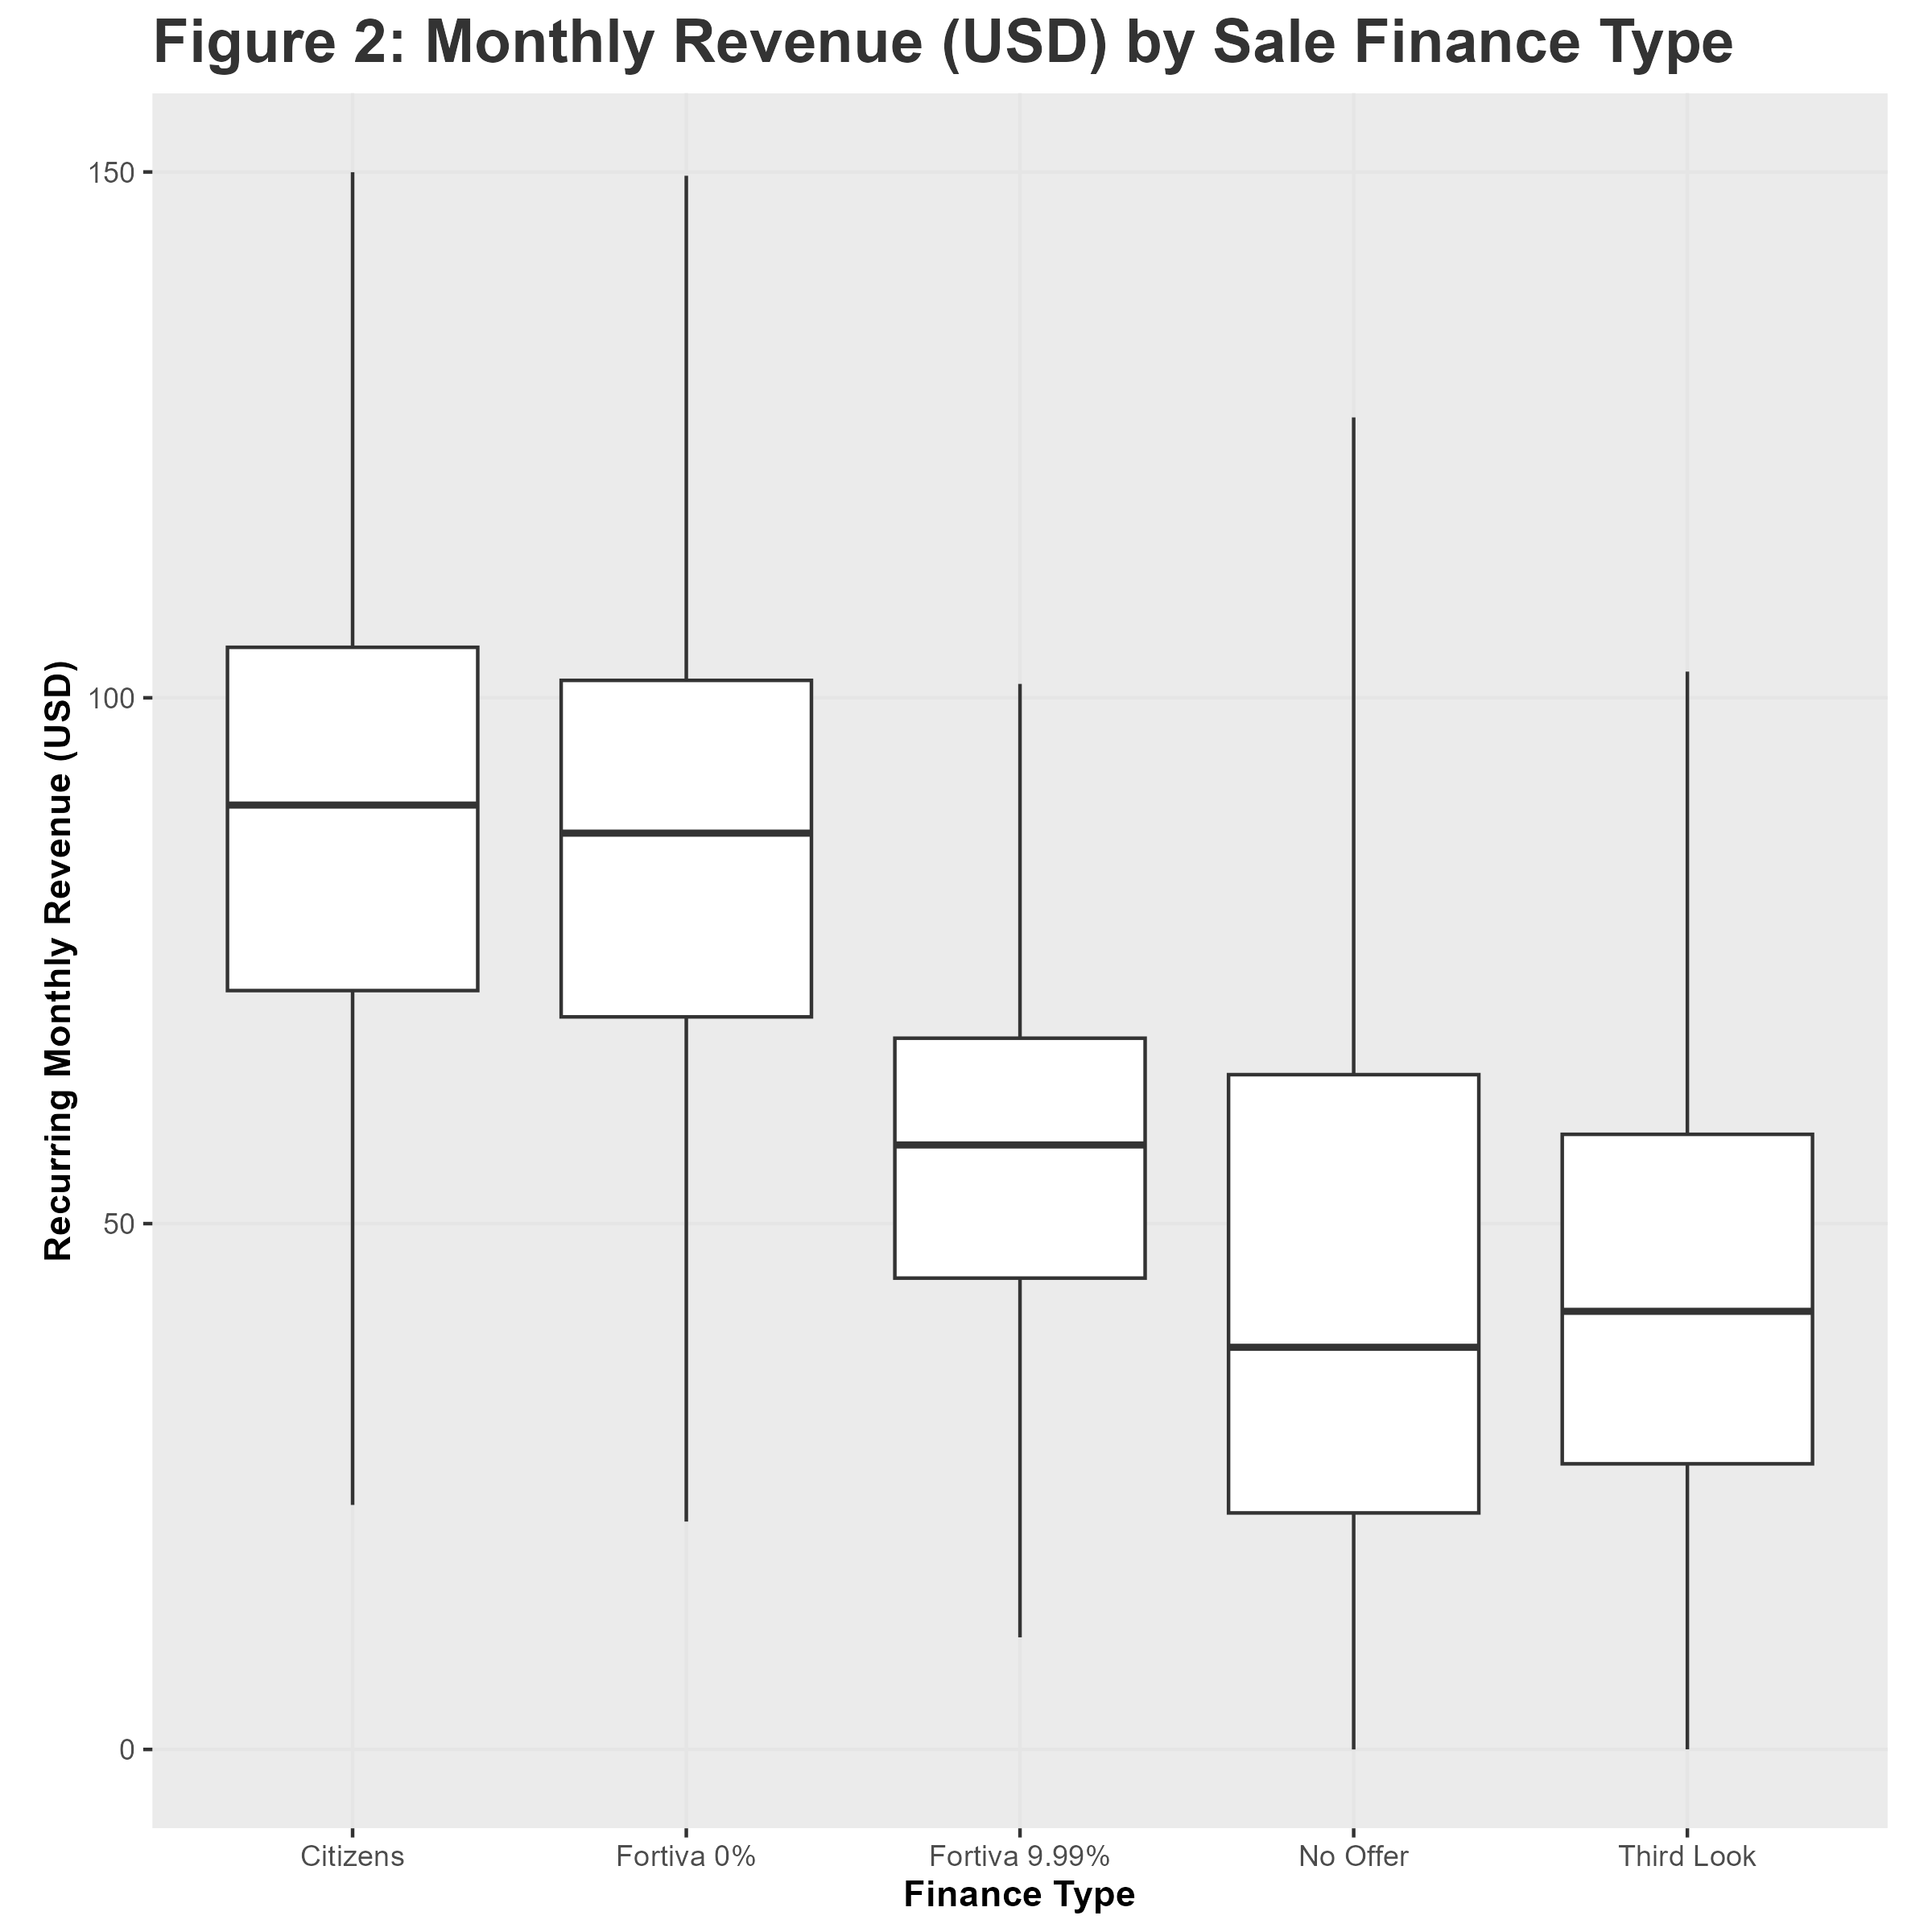 Figure 2: Monthly Revenue (USD) by Sale Finance Type
Recurring Monthly Revenue (USD)
150
100
50
0
Citizens
Fortiva 0%
Fortiva 9.99%
No Offer
Third Look
Finance Type